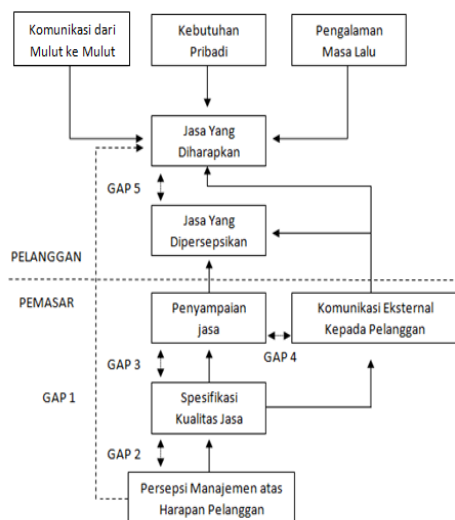 Komunikasi dari
Mulut ke Mulut
Kebutuhan
Pribadi
Pengalaman
Masa Lalu
Jasa Yang
Diharapkan
GAP 5
Jasa Yang
Dipersepsikan
PELANGGAN
PEMASAR
Penyampaian
jasa
Komunikasi Eksternal
Kepada Pelanggan
GAP 4
GAP 3
GAP 1
Spesifikasi
Kualitas Jasa
GAP 2
Persepsi Manajemen atas
Harapan Pelanggan